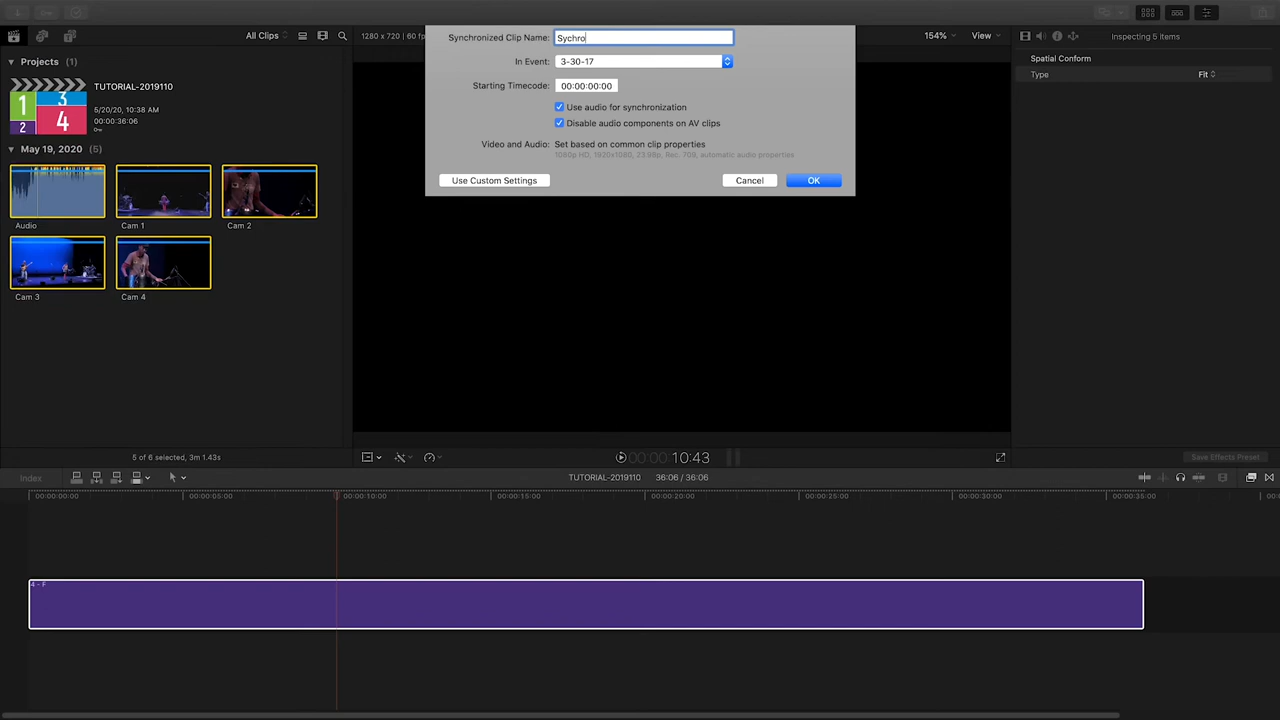 Synchronized Clip Name: Sychro
In Event: 3-30-17
Starting Timecode: 00:00:00:00
Use audio for synchronization
Disable audio components on AV clips
Video and Audio: Set based on common clip properties
1080p HD, 1920x1080, 23.98p, Rec. 709, automatic audio properties
Use Custom Settings Cancel OK
All Clips
1280 x 720 | 60 f
154% View
Inspecting 5 items
Spatial Conform
Type Fit
Projects (1)
TUTORIAL-2019110
5/20/20, 10:38 AM
00:00:36:06
1 2 3 4
May 19, 2020 (5)
Audio Cam 1 Cam 2
Cam 3 Cam 4
5 of 6 selected, 3m 1.43s
00:00:00: 10:43
Save Effects Preset
Index
TUTORIAL-2019110 36:06 / 36:06
00:00:00:00 00:00:05:00 00:00:10:00 00:00:15:00 00:00:20:00 00:00:25:00 00:00:30:00 00:00:35:00
4 - F